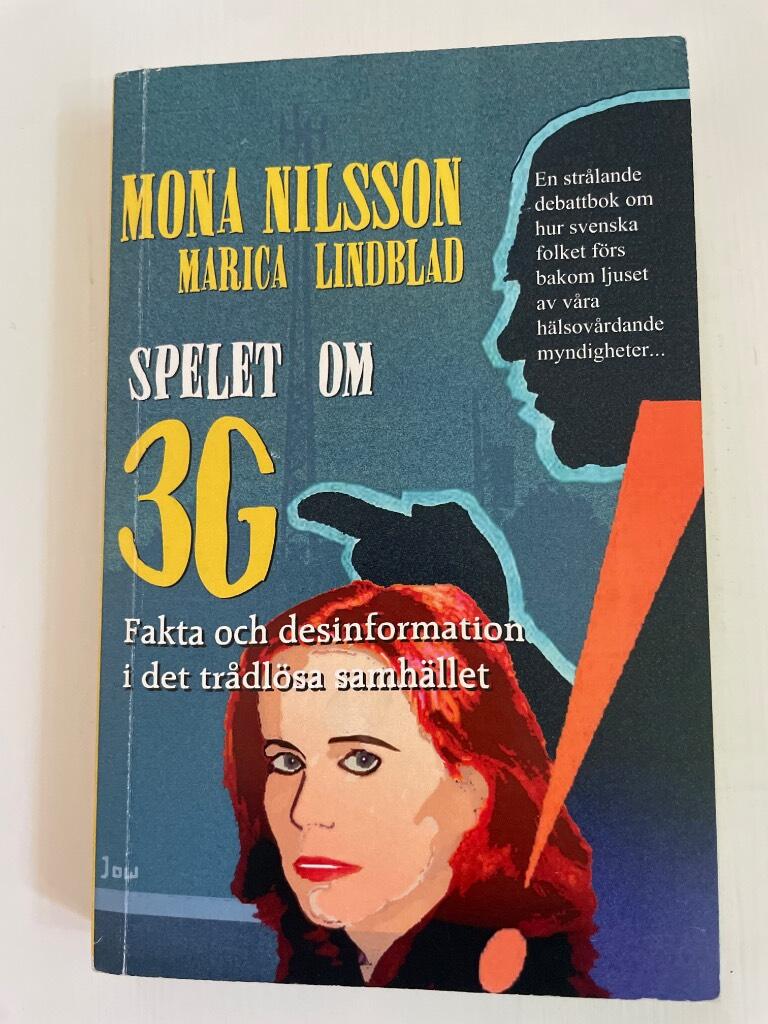 MONA NILSSON
MARICA LINDBLAD
En strålande
debattbok om
hur svenska
folket förs
bakom ljuset
av våra
hälsovårdande
myndigheter...
SPELET OM
3G
Fakta och desinformation
i det trådlösa samhället
Jow